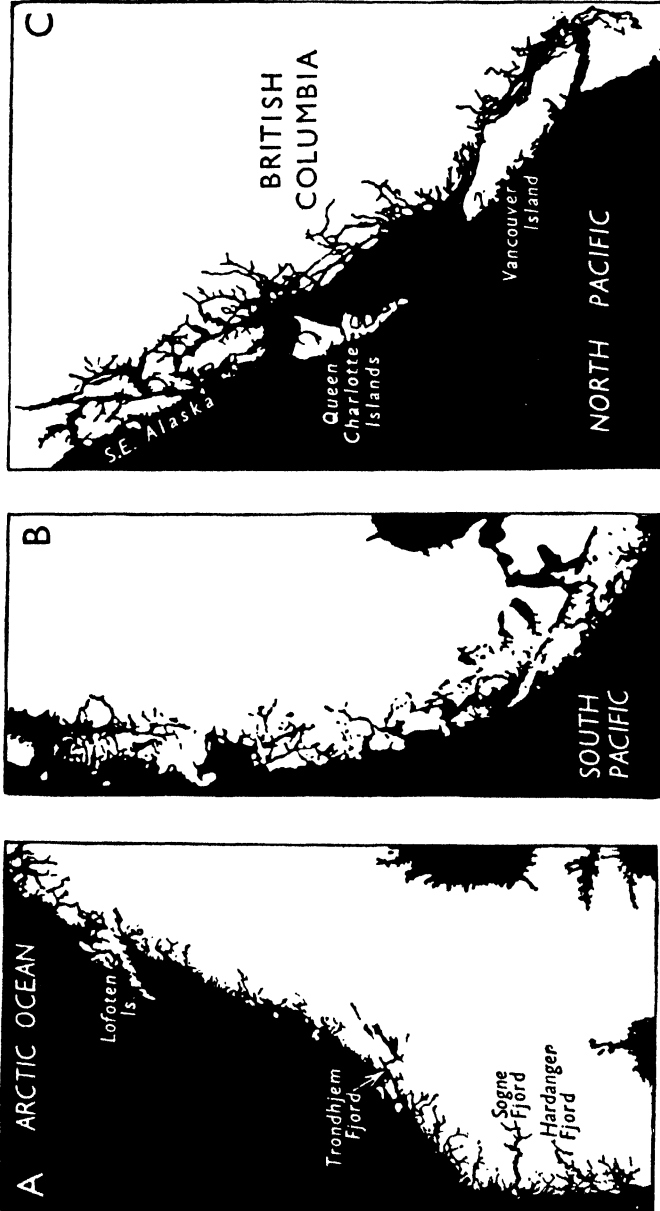 A
ARCTIC OCEAN
Lofoten
Is.
Trondhjem
Fjord
Sogne
Fjord
Hardanger
Fjord
B
SOUTH
PACIFIC
C
BRITISH
COLUMBIA
S.E. Alaska
Queen
Charlotte
Islands
Vancouver
Island
NORTH PACIFIC